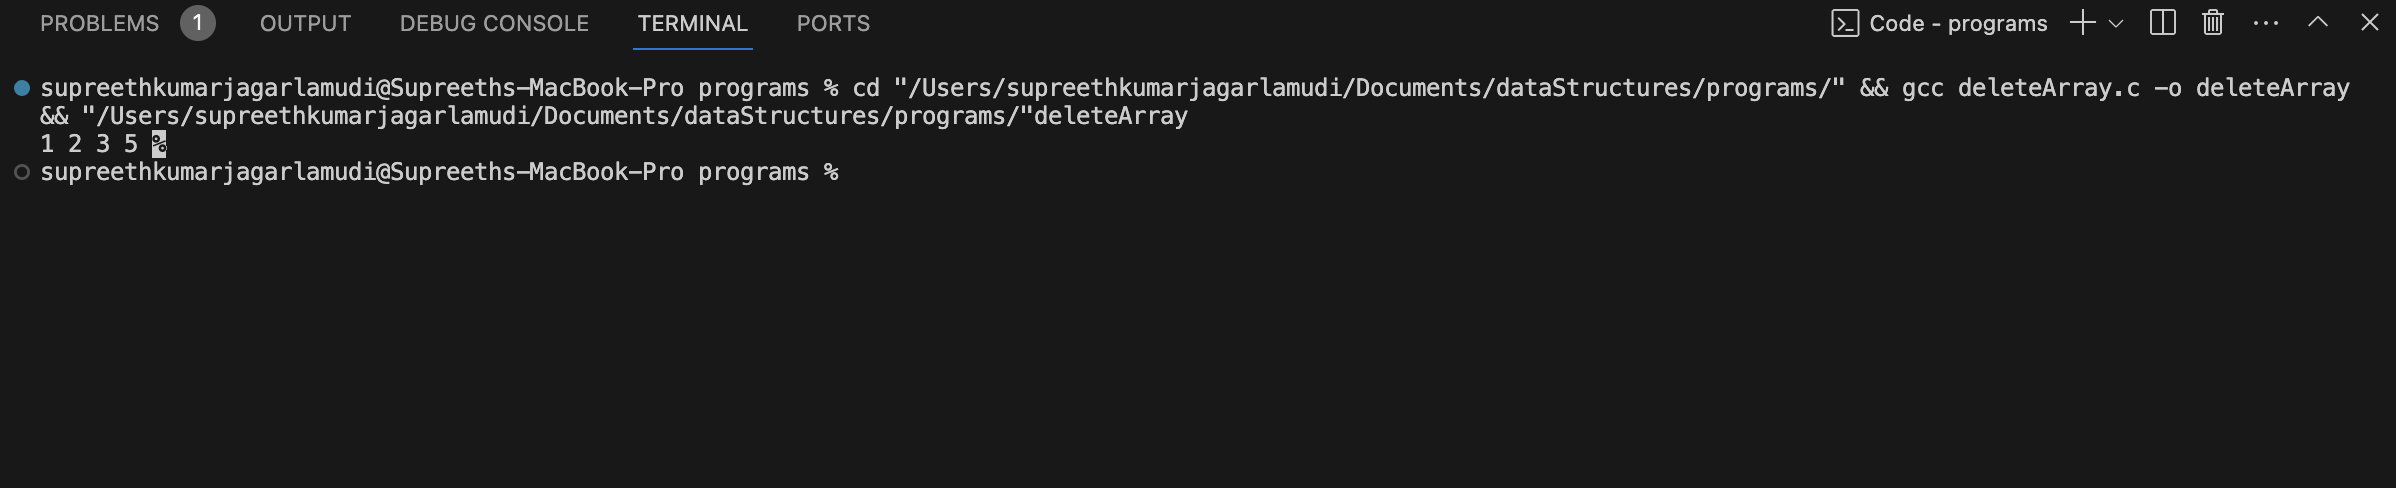 PROBLEMS 1 OUTPUT DEBUG CONSOLE TERMINAL PORTS Code - programs
supreethkumarjagarlamudi@Supreeths-MacBook-Pro programs % cd "/Users/supreethkumarjagarlamudi/Documents/dataStructures/programs/" && gcc deleteArray.c -o deleteArray
&& "/Users/supreethkumarjagarlamudi/Documents/dataStructures/programs/"deleteArray
1 2 3 5 %
supreethkumarjagarlamudi@Supreeths-MacBook-Pro programs %